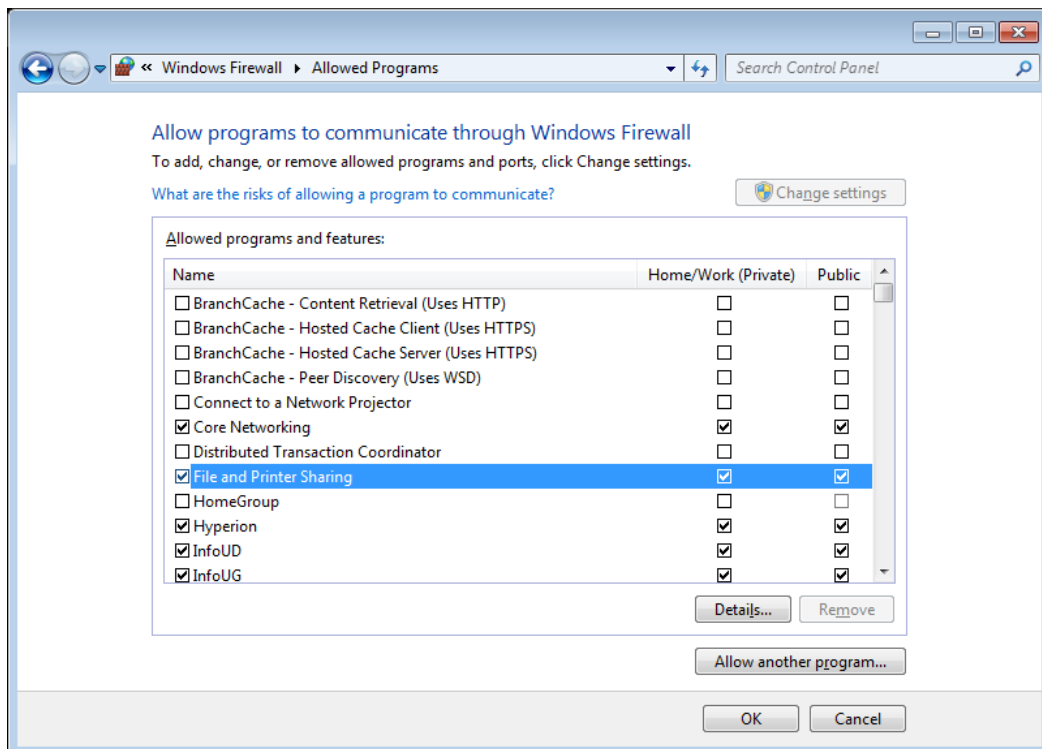 « Windows Firewall Allowed Programs Search Control Panel
Allow programs to communicate through Windows Firewall
To add, change, or remove allowed programs and ports, click Change settings.
What are the risks of allowing a program to communicate? Change settings
Allowed programs and features:
Name Home/Work (Private) Public
BranchCache - Content Retrieval (Uses HTTP)
BranchCache - Hosted Cache Client (Uses HTTPS)
BranchCache - Hosted Cache Server (Uses HTTPS)
BranchCache - Peer Discovery (Uses WSD)
Connect to a Network Projector
Core Networking
Distributed Transaction Coordinator
File and Printer Sharing
HomeGroup
Hyperion
InfoUD
InfoUG
Details... Remove
Allow another program...
OK Cancel